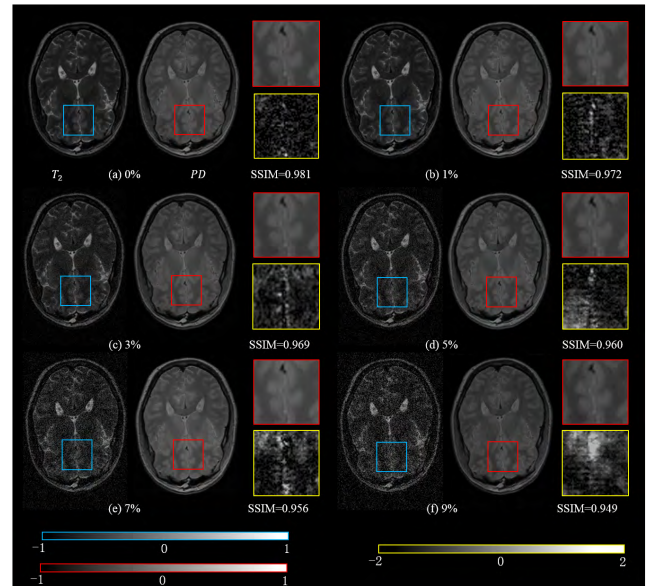 T₂ (a) 0% PD SSIM=0.981
(b) 1% SSIM=0.972
(c) 3% SSIM=0.969
(d) 5% SSIM=0.960
(e) 7% SSIM=0.956
(f) 9% SSIM=0.949
−1 0 1
−2 0 2
−1 0 1